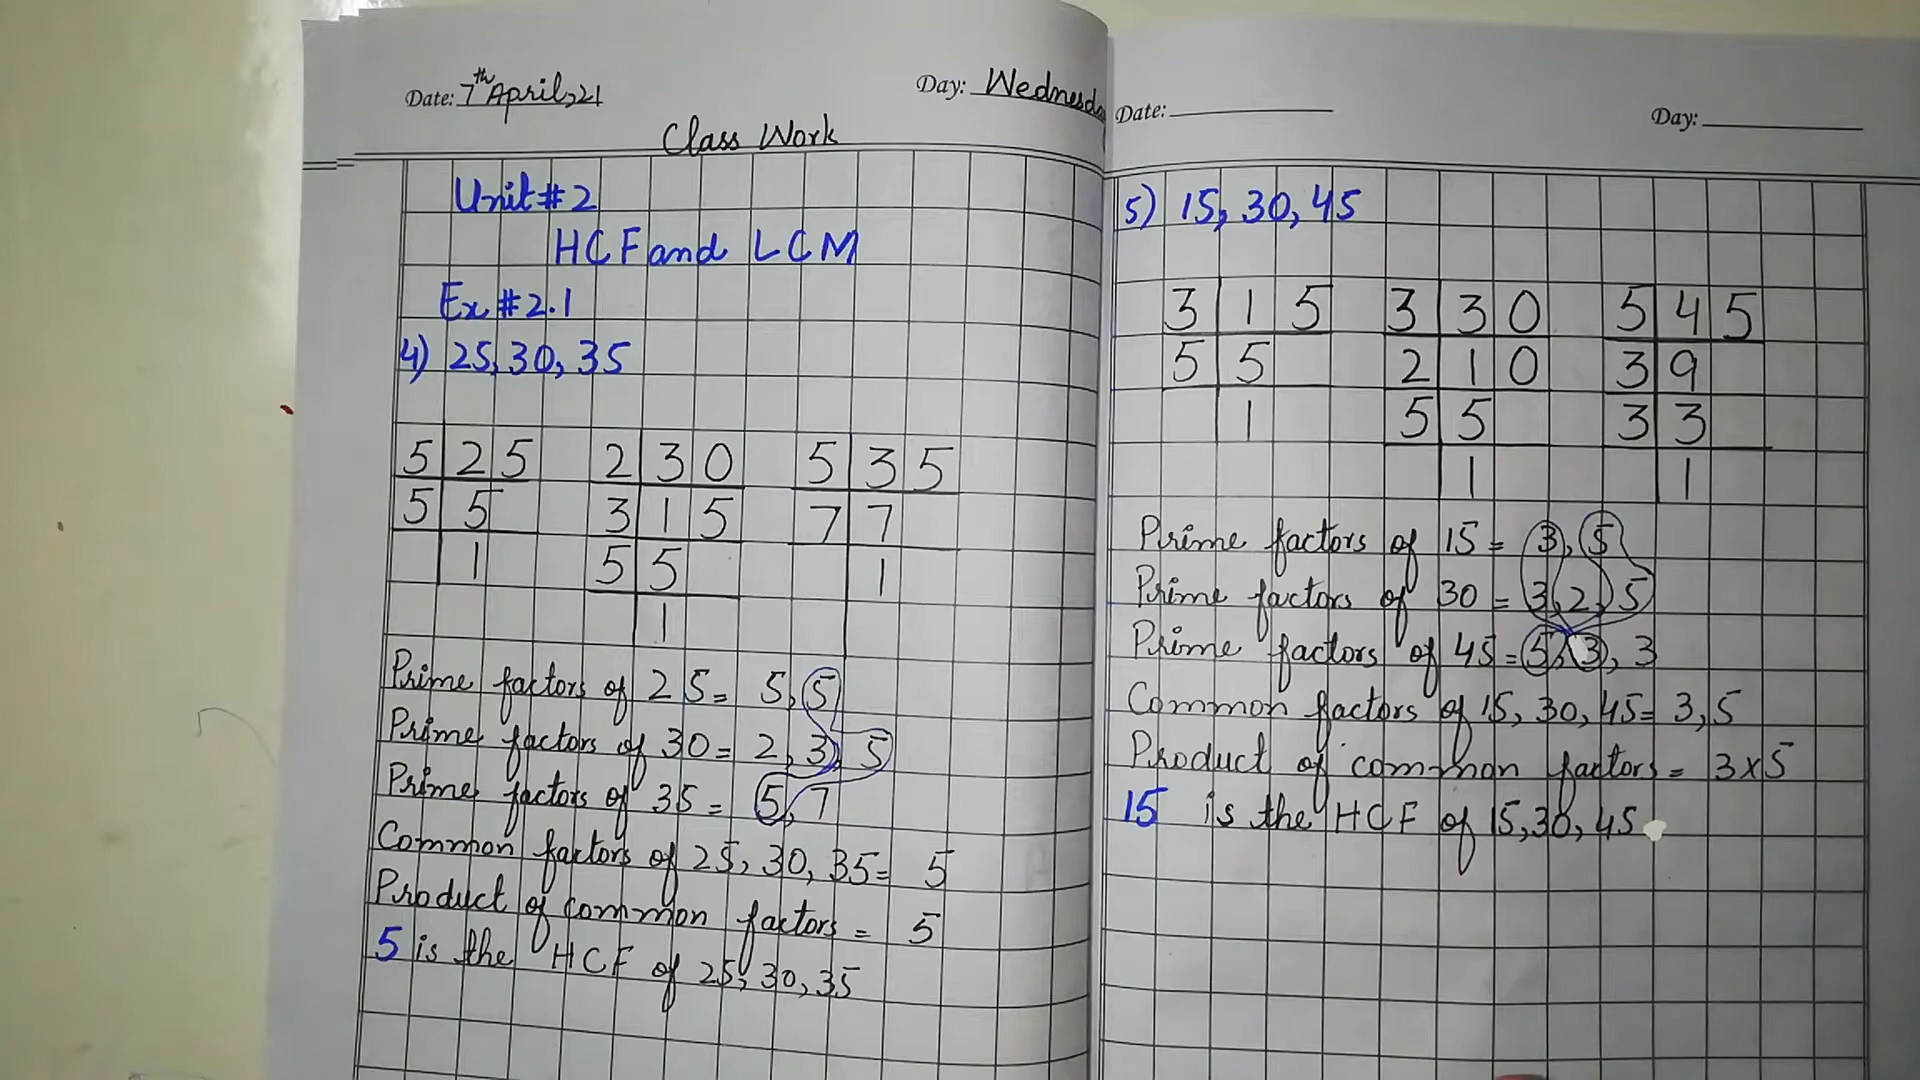 Date: 7th April,21
Day: Wednesday
Class Work
Unit # 2
HCF and LCM
Ex # 2.1
4) 25, 30, 35
5 | 25   2 | 30   5 | 35
5 | 5   3 | 15   7 | 7
1   5 | 5   1
1
Prime factors of 25 = 5, 5
Prime factors of 30 = 2, 3, 5
Prime factors of 35 = 5, 7
Common factors of 25, 30, 35 = 5
Product of common factors = 5
5 is the HCF of 25, 30, 35
Date:
Day:
5) 15, 30, 45
3 | 15   3 | 30   5 | 45
5 | 5   2 | 10   3 | 9
1   5 | 5   3 | 3
1   1
Prime factors of 15 = 3, 5
Prime factors of 30 = 3, 2, 5
Prime factors of 45 = 5, 3, 3
Common factors of 15, 30, 45 = 3, 5
Product of common factors = 3 x 5
15 is the HCF of 15, 30, 45